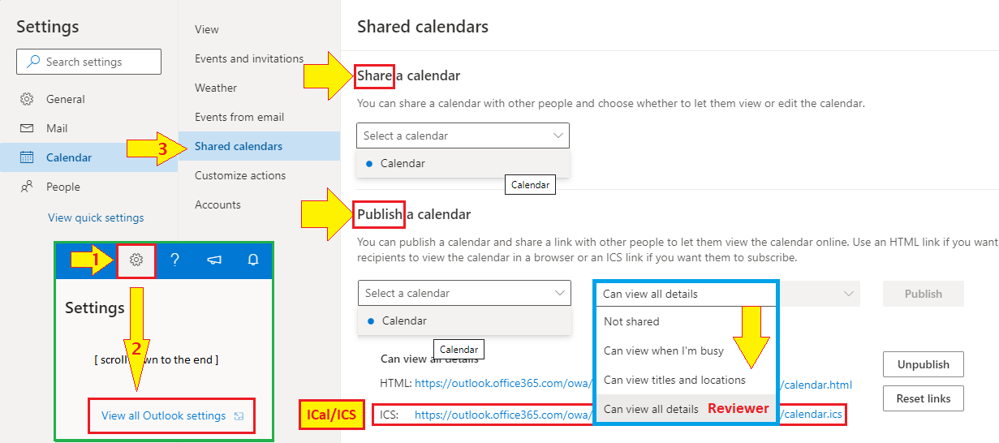 Settings
Search settings
General
Mail
Calendar
People
View quick settings
1
?
Settings
2
[ scroll down to the end ]
View all Outlook settings
View
Events and invitations
Weather
Events from email
3
Shared calendars
Customize actions
Accounts
Shared calendars
Share a calendar
You can share a calendar with other people and choose whether to let them view or edit the calendar.
Select a calendar
Calendar
Calendar
Publish a calendar
You can publish a calendar and share a link with other people to let them view the calendar online. Use an HTML link if you want
recipients to view the calendar in a browser or an ICS link if you want them to subscribe.
Select a calendar
Calendar
Calendar
Can view all details
Not shared
Can view when I'm busy
Can view titles and locations
Can view all details Reviewer
Publish
Unpublish
Reset links
Can view all details
HTML: https://outlook.office365.com/owa/ /calendar.html
ICal/ICS
ICS: https://outlook.office365.com/owa/ /calendar.ics